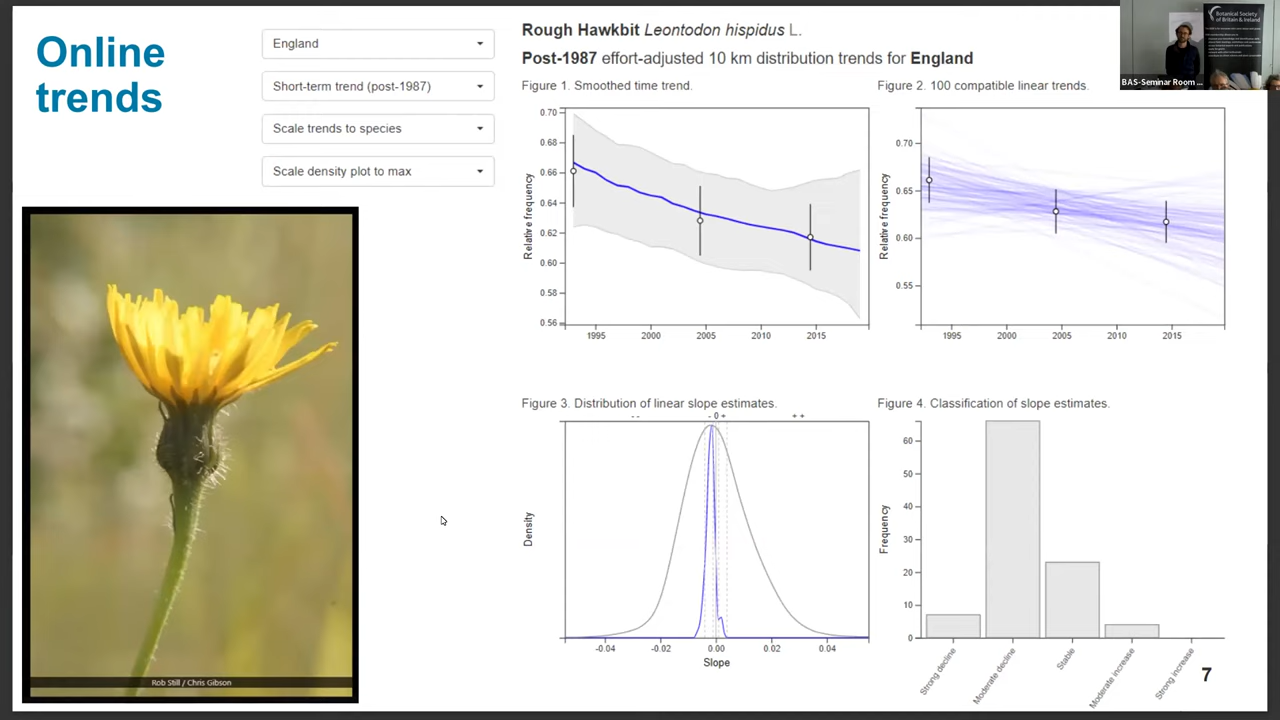 Online
trends
England
Short-term trend (post-1987)
Scale trends to species
Scale density plot to max
Rob Still / Chris Gibson
Rough Hawkbit Leontodon hispidus L.
Post-1987 effort-adjusted 10 km distribution trends for England
Figure 1. Smoothed time trend.
Relative frequency
0.70
0.68
0.66
0.64
0.62
0.60
0.58
0.56
1995 2000 2005 2010 2015
Figure 2. 100 compatible linear trends.
Relative frequency
0.70
0.65
0.60
0.55
1995 2000 2005 2010 2015
Figure 3. Distribution of linear slope estimates.
- - - 0 + + +
Density
-0.04 -0.02 0.00 0.02 0.04
Slope
Figure 4. Classification of slope estimates.
Frequency
60
50
40
30
20
10
0
Strong decline
Moderate decline
Stable
Moderate increase
Strong increase
7
Botanical Society
of Britain & Ireland
BAS-Seminar Room ...